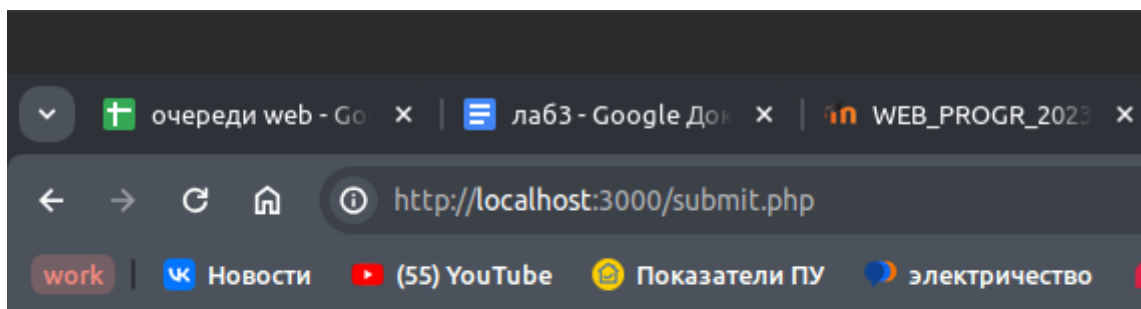 очереди web - Go
лаб3 - Google Док
WEB_PROGR_2023
http://localhost:3000/submit.php
work
Новости
(55) YouTube
Показатели ПУ
электричество